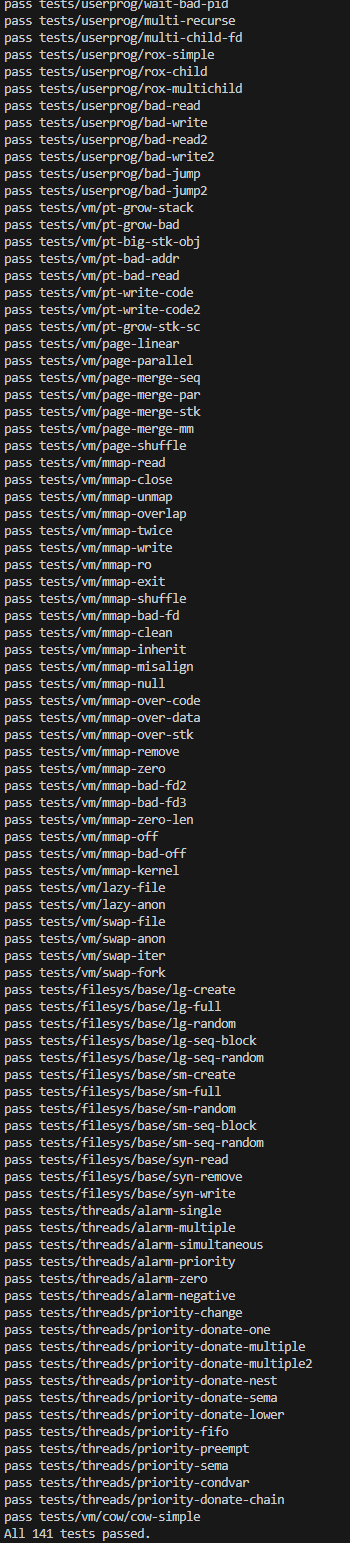 pass tests/userprog/wait-bad-pid
pass tests/userprog/multi-recurse
pass tests/userprog/multi-child-fd
pass tests/userprog/rox-simple
pass tests/userprog/rox-child
pass tests/userprog/rox-multichild
pass tests/userprog/bad-read
pass tests/userprog/bad-write
pass tests/userprog/bad-read2
pass tests/userprog/bad-write2
pass tests/userprog/bad-jump
pass tests/userprog/bad-jump2
pass tests/vm/pt-grow-stack
pass tests/vm/pt-grow-bad
pass tests/vm/pt-big-stk-obj
pass tests/vm/pt-bad-addr
pass tests/vm/pt-bad-read
pass tests/vm/pt-write-code
pass tests/vm/pt-write-code2
pass tests/vm/pt-grow-stk-sc
pass tests/vm/page-linear
pass tests/vm/page-parallel
pass tests/vm/page-merge-seq
pass tests/vm/page-merge-par
pass tests/vm/page-merge-stk
pass tests/vm/page-merge-mm
pass tests/vm/page-shuffle
pass tests/vm/mmap-read
pass tests/vm/mmap-close
pass tests/vm/mmap-unmap
pass tests/vm/mmap-overlap
pass tests/vm/mmap-twice
pass tests/vm/mmap-write
pass tests/vm/mmap-ro
pass tests/vm/mmap-exit
pass tests/vm/mmap-shuffle
pass tests/vm/mmap-bad-fd
pass tests/vm/mmap-clean
pass tests/vm/mmap-inherit
pass tests/vm/mmap-misalign
pass tests/vm/mmap-null
pass tests/vm/mmap-over-code
pass tests/vm/mmap-over-data
pass tests/vm/mmap-over-stk
pass tests/vm/mmap-remove
pass tests/vm/mmap-zero
pass tests/vm/mmap-bad-fd2
pass tests/vm/mmap-bad-fd3
pass tests/vm/mmap-zero-len
pass tests/vm/mmap-off
pass tests/vm/mmap-bad-off
pass tests/vm/mmap-kernel
pass tests/vm/lazy-file
pass tests/vm/lazy-anon
pass tests/vm/swap-file
pass tests/vm/swap-anon
pass tests/vm/swap-iter
pass tests/vm/swap-fork
pass tests/filesys/base/lg-create
pass tests/filesys/base/lg-full
pass tests/filesys/base/lg-random
pass tests/filesys/base/lg-seq-block
pass tests/filesys/base/lg-seq-random
pass tests/filesys/base/sm-create
pass tests/filesys/base/sm-full
pass tests/filesys/base/sm-random
pass tests/filesys/base/sm-seq-block
pass tests/filesys/base/sm-seq-random
pass tests/filesys/base/syn-read
pass tests/filesys/base/syn-remove
pass tests/filesys/base/syn-write
pass tests/threads/alarm-single
pass tests/threads/alarm-multiple
pass tests/threads/alarm-simultaneous
pass tests/threads/alarm-priority
pass tests/threads/alarm-zero
pass tests/threads/alarm-negative
pass tests/threads/priority-change
pass tests/threads/priority-donate-one
pass tests/threads/priority-donate-multiple
pass tests/threads/priority-donate-multiple2
pass tests/threads/priority-donate-nest
pass tests/threads/priority-donate-sema
pass tests/threads/priority-donate-lower
pass tests/threads/priority-fifo
pass tests/threads/priority-preempt
pass tests/threads/priority-sema
pass tests/threads/priority-condvar
pass tests/threads/priority-donate-chain
pass tests/vm/cow/cow-simple
All 141 tests passed.